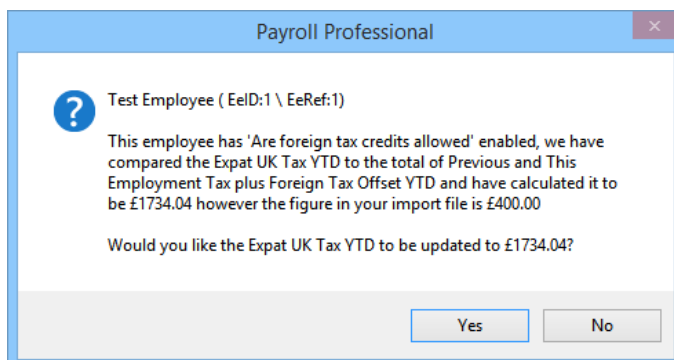 Payroll Professional
Test Employee ( EeID:1 \ EeRef:1)
This employee has 'Are foreign tax credits allowed' enabled, we have
compared the Expat UK Tax YTD to the total of Previous and This
Employment Tax plus Foreign Tax Offset YTD and have calculated it to
be £1734.04 however the figure in your import file is £400.00
Would you like the Expat UK Tax YTD to be updated to £1734.04?
Yes No